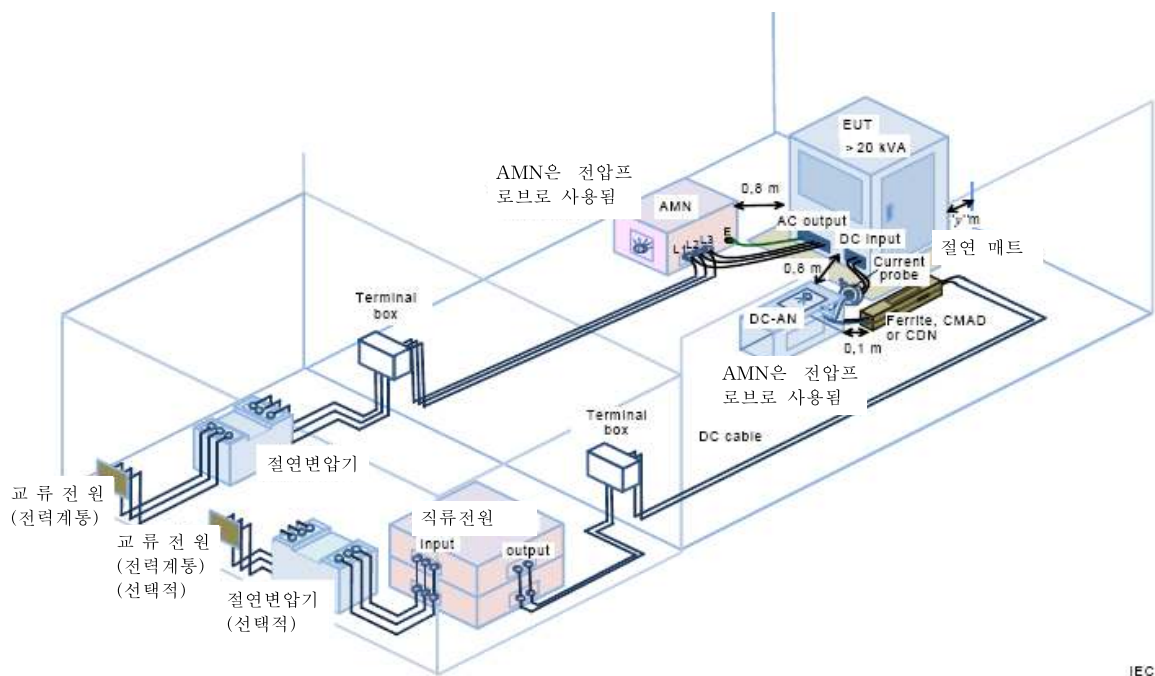 EUT
> 20 kVA
AMN은 전압프
로브로 사용됨
AMN
0,8 m
"y"m
E
AC output
L1
L2
L3
DC input
절연 매트
Current
probe
0,8 m
Terminal
box
DC-AN
Ferrite, CMAD
or CDN
0,1 m
AMN은 전압프
로브로 사용됨
Terminal
box
DC cable
절연변압기
교 류 전 원
(전력계통)
직류전원
input
output
교 류 전 원
(전력계통)
(선택적)
절연변압기
(선택적)
IEC